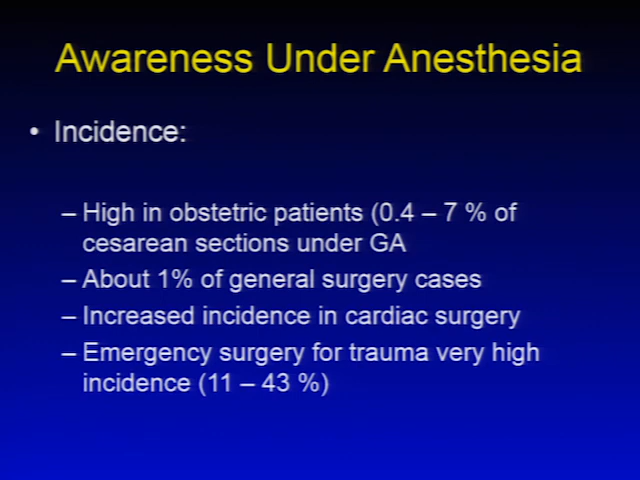 Awareness Under Anesthesia
• Incidence:
– High in obstetric patients (0.4 – 7 % of
cesarean sections under GA
– About 1% of general surgery cases
– Increased incidence in cardiac surgery
– Emergency surgery for trauma very high
incidence (11 – 43 %)